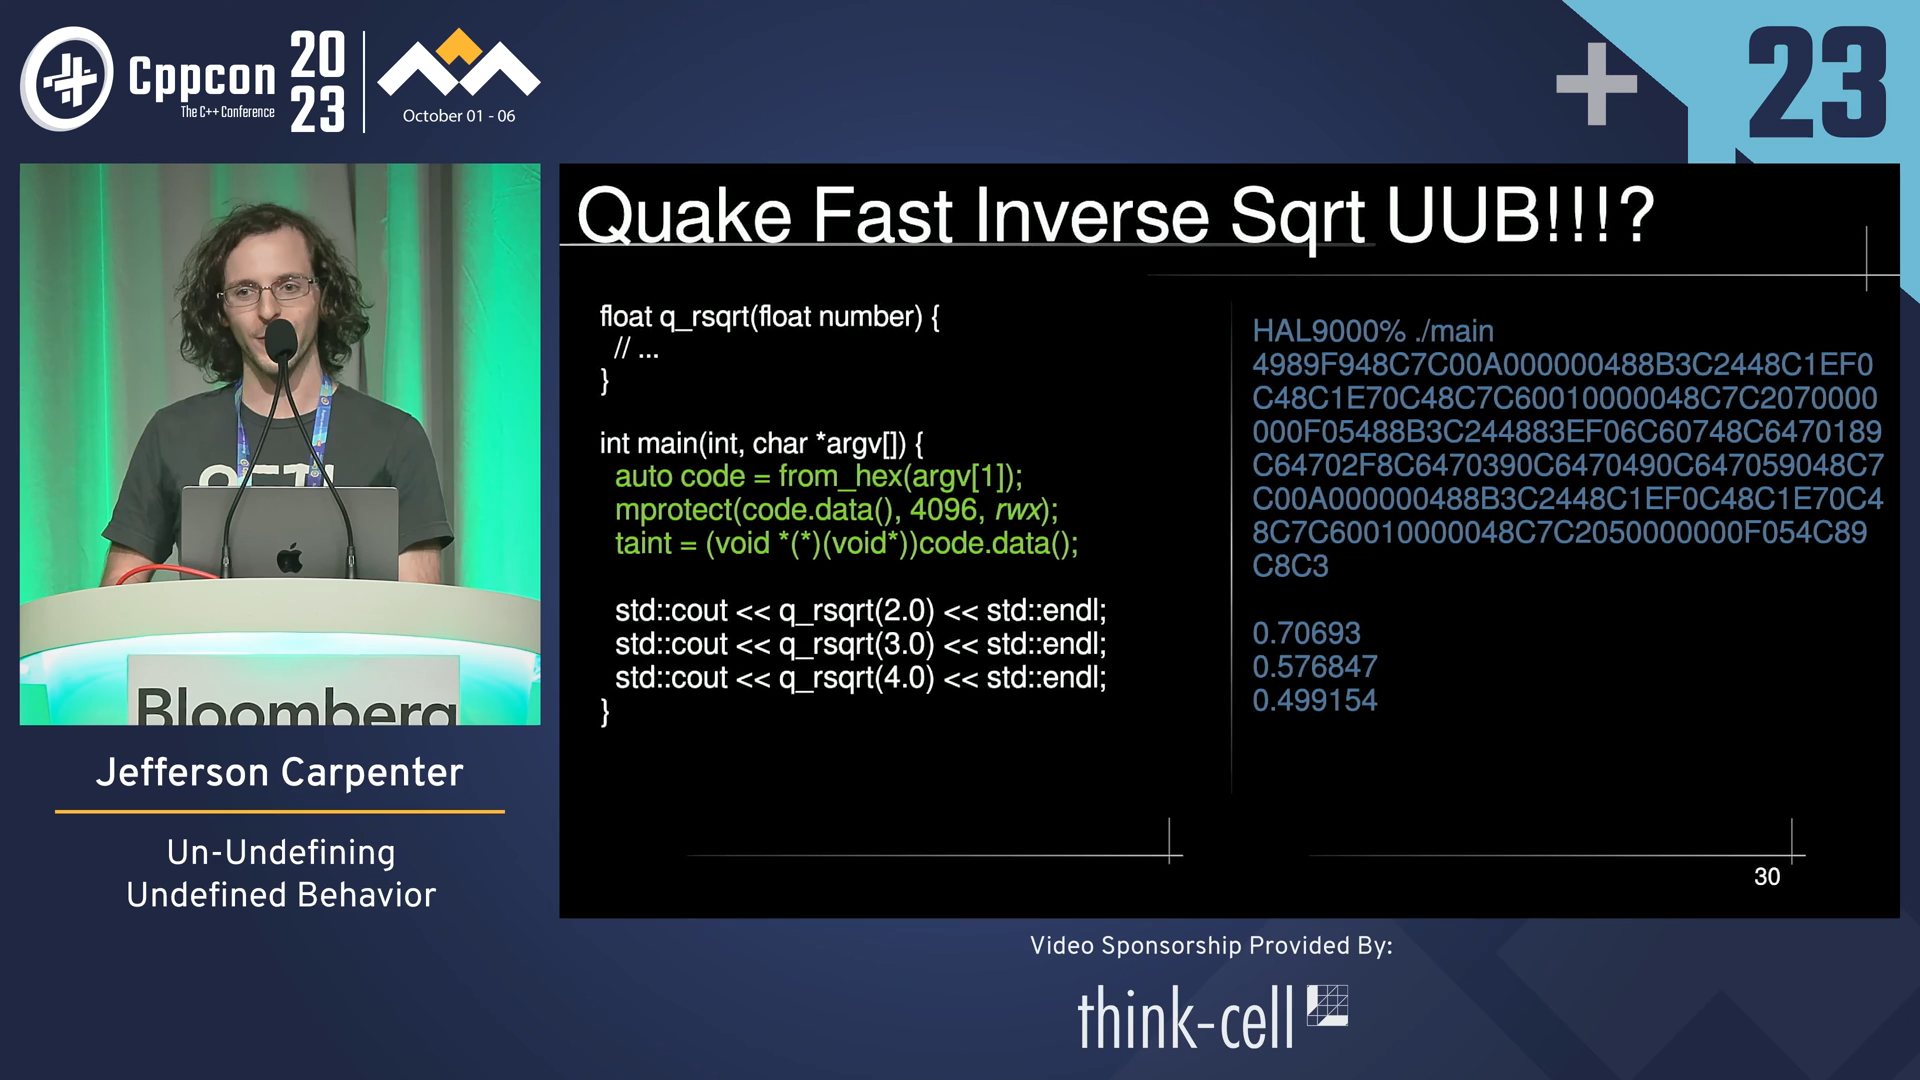 Cppcon
The C++ Conference
20
23
October 01 - 06
23
Quake Fast Inverse Sqrt UUB!!!?
float q_rsqrt(float number) {
// ...
}
int main(int, char *argv[]) {
auto code = from_hex(argv[1]);
mprotect(code.data(), 4096, rwx);
taint = (void *(*)(void*))code.data();
std::cout << q_rsqrt(2.0) << std::endl;
std::cout << q_rsqrt(3.0) << std::endl;
std::cout << q_rsqrt(4.0) << std::endl;
}
HAL9000% ./main
4989F948C7C00A000000488B3C2448C1EF0
C48C1E70C48C7C60010000048C7C2070000
000F05488B3C244883EF06C60748C6470189
C64702F8C6470390C6470490C647059048C7
C00A000000488B3C2448C1EF0C48C1E70C4
8C7C60010000048C7C2050000000F054C89
C8C3
0.70693
0.576847
0.499154
30
Bloomberg
Jefferson Carpenter
Un-Undefining
Undefined Behavior
Video Sponsorship Provided By:
think-cell